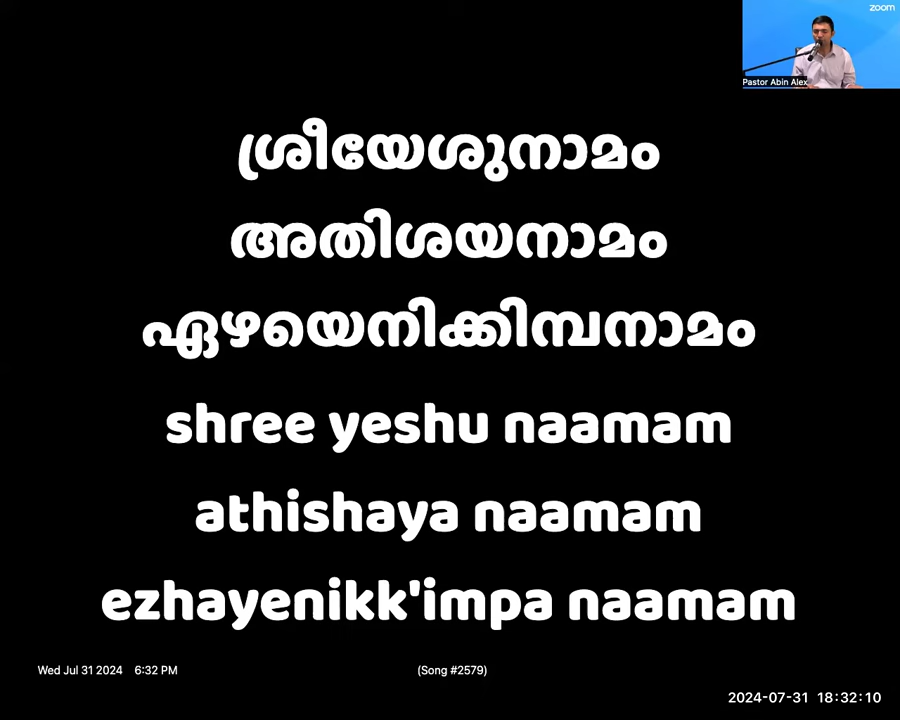 zoom
Pastor Abin Alex
ശ്രീയേശുനാമം
അതിശയനാമം
ഏഴയെനിക്കിമ്പനാമം
shree yeshu naamam
athishaya naamam
ezhayenikk'impa naamam
Wed Jul 31 2024 6:32 PM
(Song #2579)
2024-07-31 18:32:10